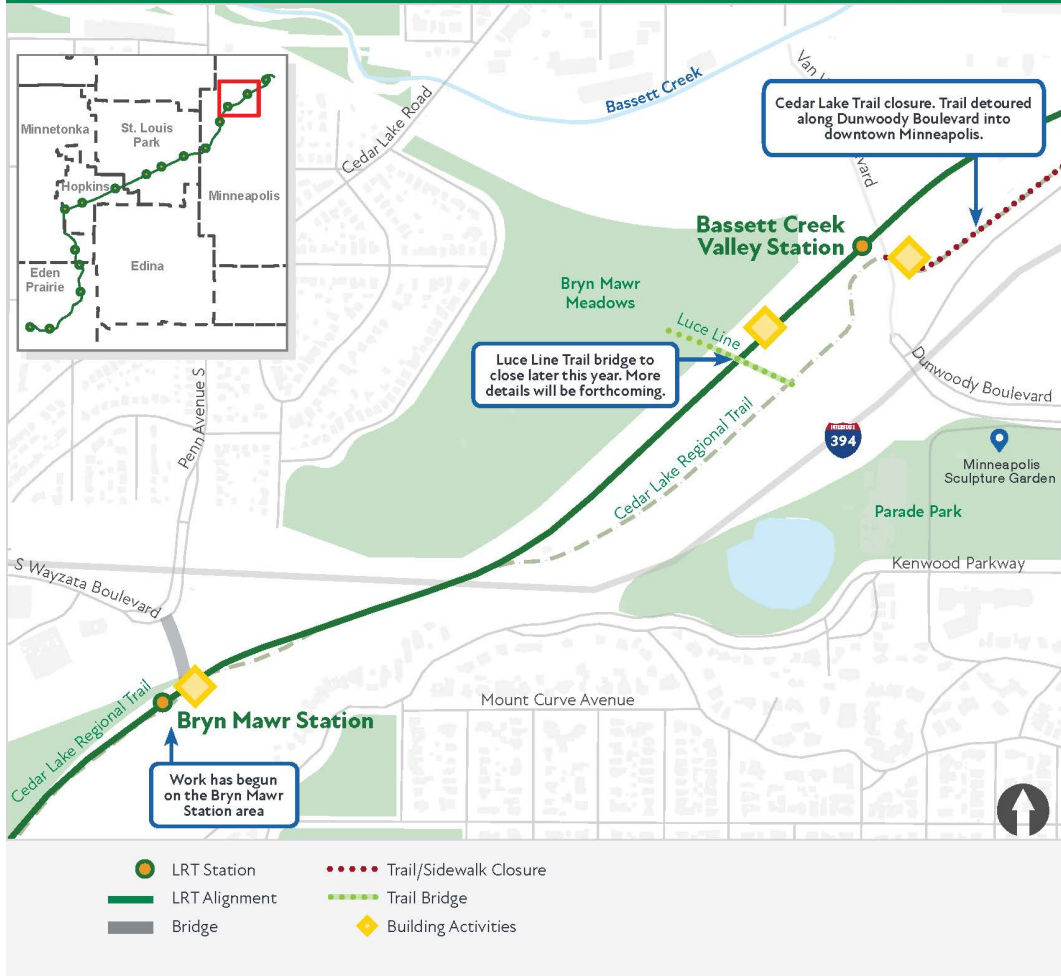 Minnetonka
St. Louis
Park
Hopkins
Minneapolis
Eden
Prairie
Edina
Cedar Lake Road
Bassett Creek
Van
Cedar Lake Trail closure. Trail detoured
along Dunwoody Boulevard into
downtown Minneapolis.
Bassett Creek
Valley Station
Bryn Mawr
Meadows
Luce Line
Luce Line Trail bridge to
close later this year. More
details will be forthcoming.
Dunwoody Boulevard
Penn Avenue S
Cedar Lake Regional Trail
INTERSTATE
394
Minneapolis
Sculpture Garden
Parade Park
Kenwood Parkway
S Wayzata Boulevard
Mount Curve Avenue
Cedar Lake Regional Trail
Bryn Mawr Station
Work has begun
on the Bryn Mawr
Station area
LRT Station
LRT Alignment
Bridge
Trail/Sidewalk Closure
Trail Bridge
Building Activities